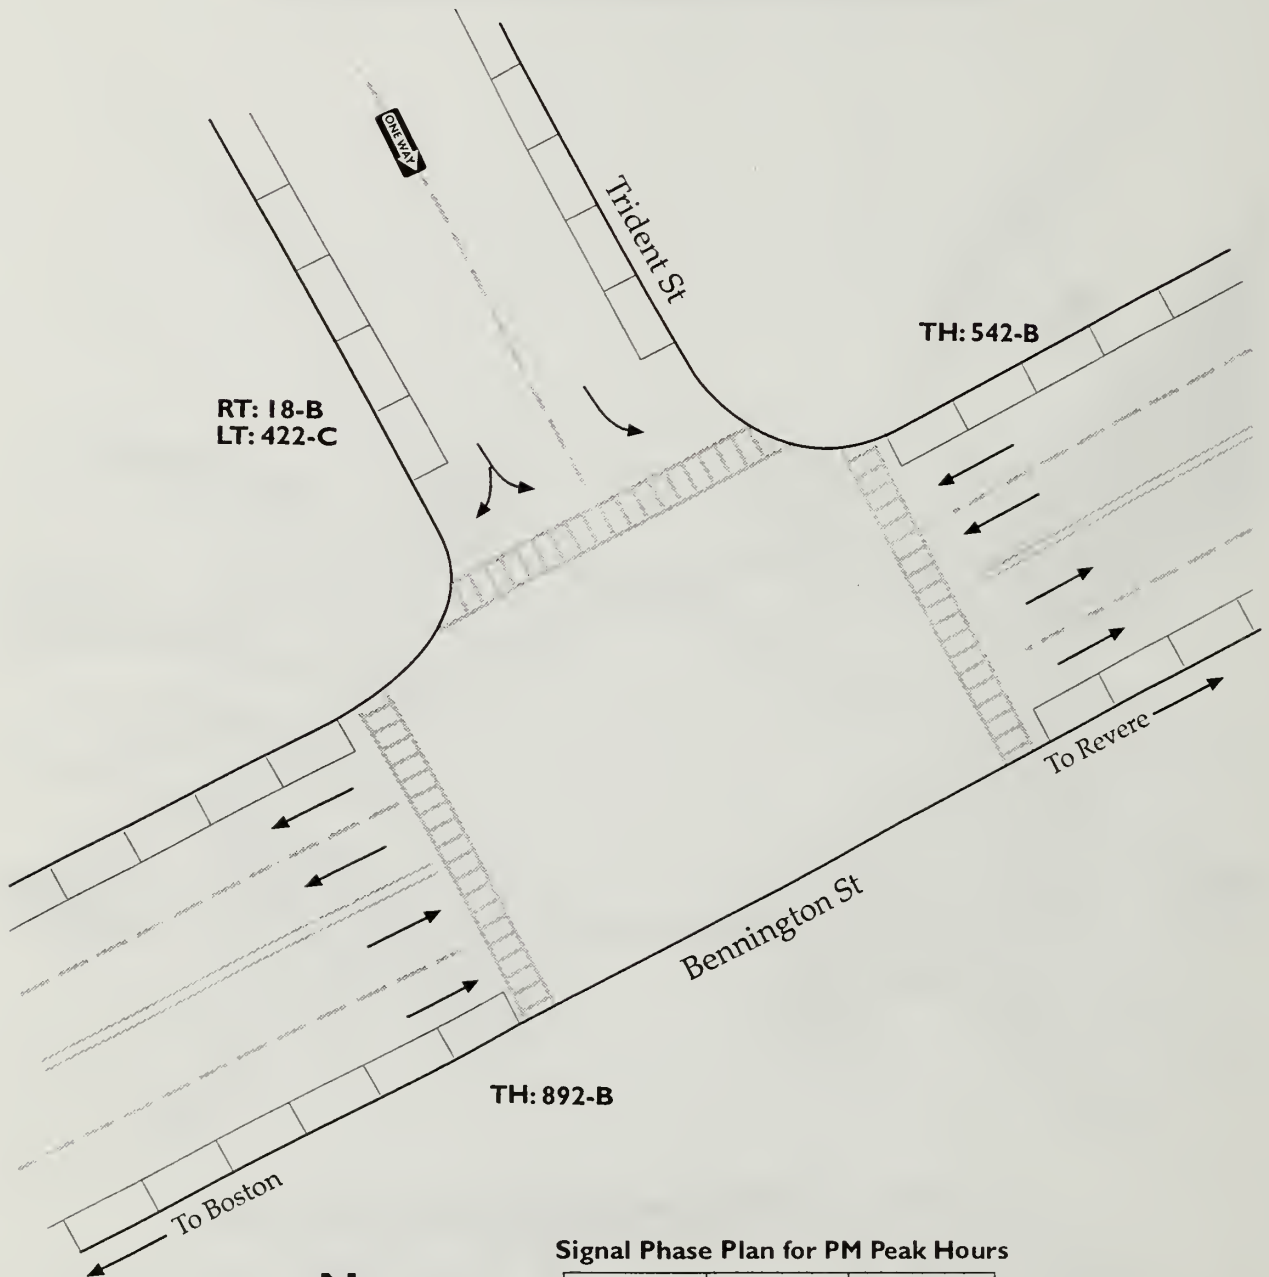 ONE WAY
Trident St
TH: 542-B
RT: 18-B
LT: 422-C
To Revere
Bennington St
TH: 892-B
To Boston
Signal Phase Plan for PM Peak Hours